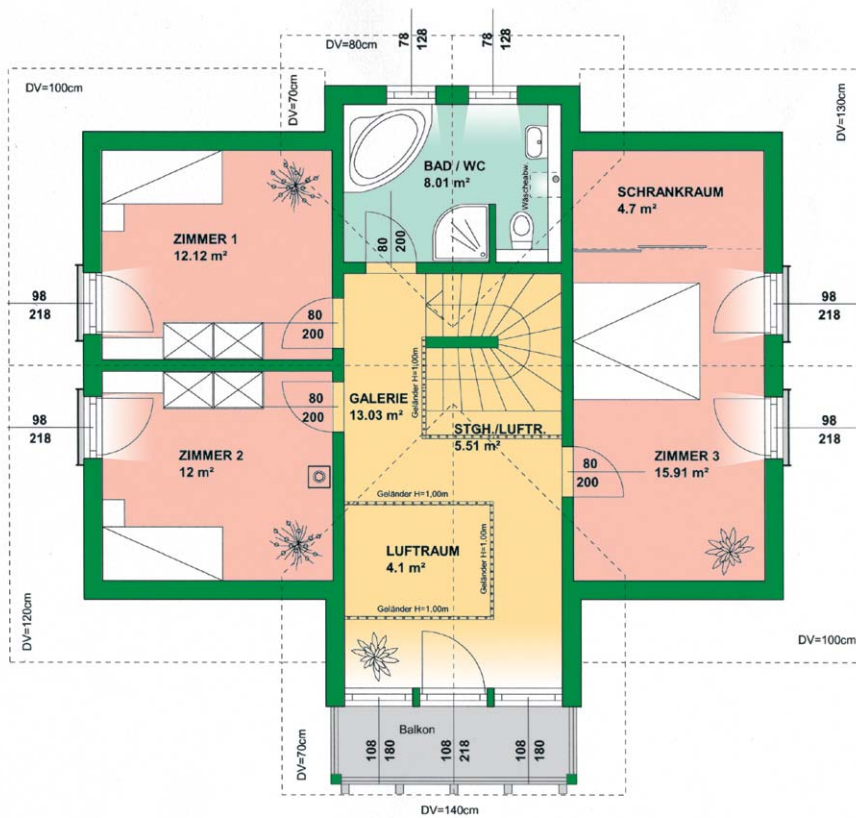 DV=80cm
78
128
78
128
DV=100cm
DV=70cm
DV=130cm
BAD / WC
8.01 m²
Wäscheabw.
SCHRANKRAUM
4.7 m²
ZIMMER 1
12.12 m²
80
200
98
218
80
200
98
218
GALERIE
13.03 m²
Geländer H=1,00m
80
200
98
218
STGH./LUFTR.
5.51 m²
98
218
ZIMMER 2
12 m²
80
200
ZIMMER 3
15.91 m²
Geländer H=1,00m
LUFTRAUM
4.1 m²
Geländer H=1,00m
Geländer H=1,00m
DV=120cm
DV=100cm
Balkon
DV=70cm
108
180
108
218
108
180
DV=140cm